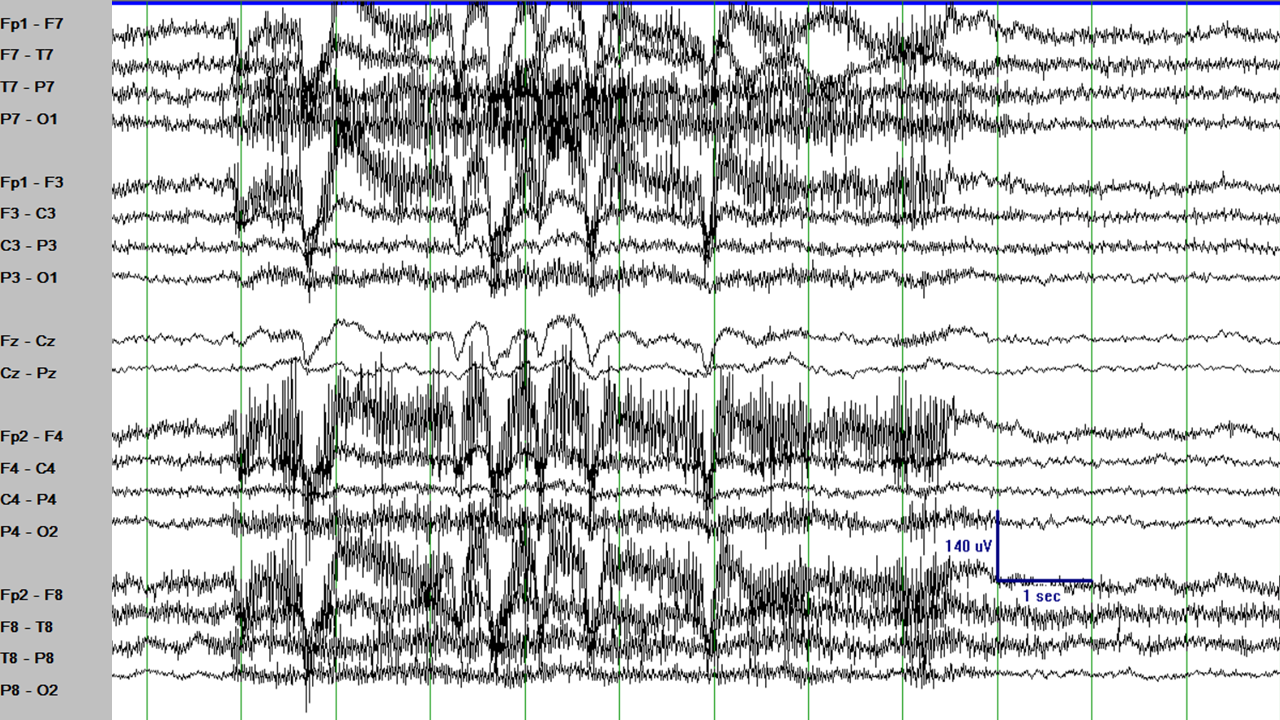 Fp1 - F7
F7 - T7
T7 - P7
P7 - O1
Fp1 - F3
F3 - C3
C3 - P3
P3 - O1
Fz - Cz
Cz - Pz
Fp2 - F4
F4 - C4
C4 - P4
P4 - O2
140 uV
1 sec
Fp2 - F8
F8 - T8
T8 - P8
P8 - O2